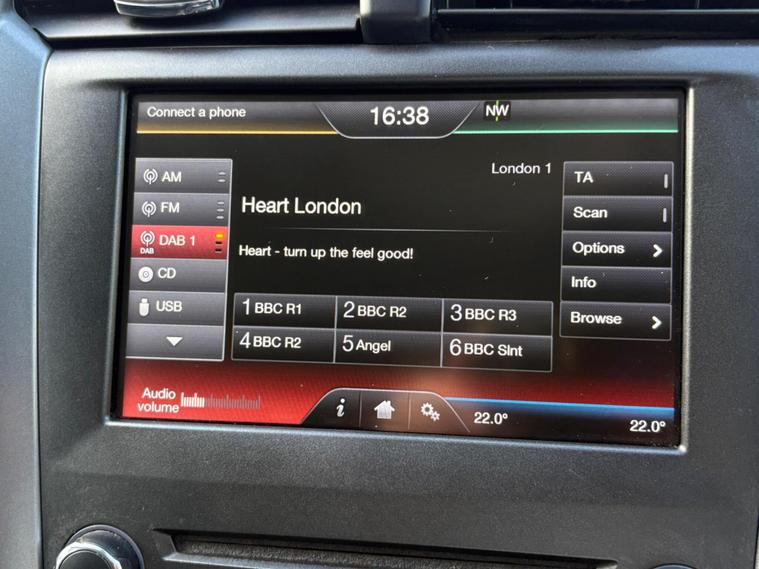 Connect a phone
16:38
NW
London 1
AM
FM
DAB 1
DAB
CD
USB
Heart London
Heart - turn up the feel good!
TA
Scan
Options
Info
Browse
1 BBC R1
2 BBC R2
3 BBC R3
4 BBC R2
5 Angel
6 BBC Slnt
Audio
volume
i
22.0°
22.0°